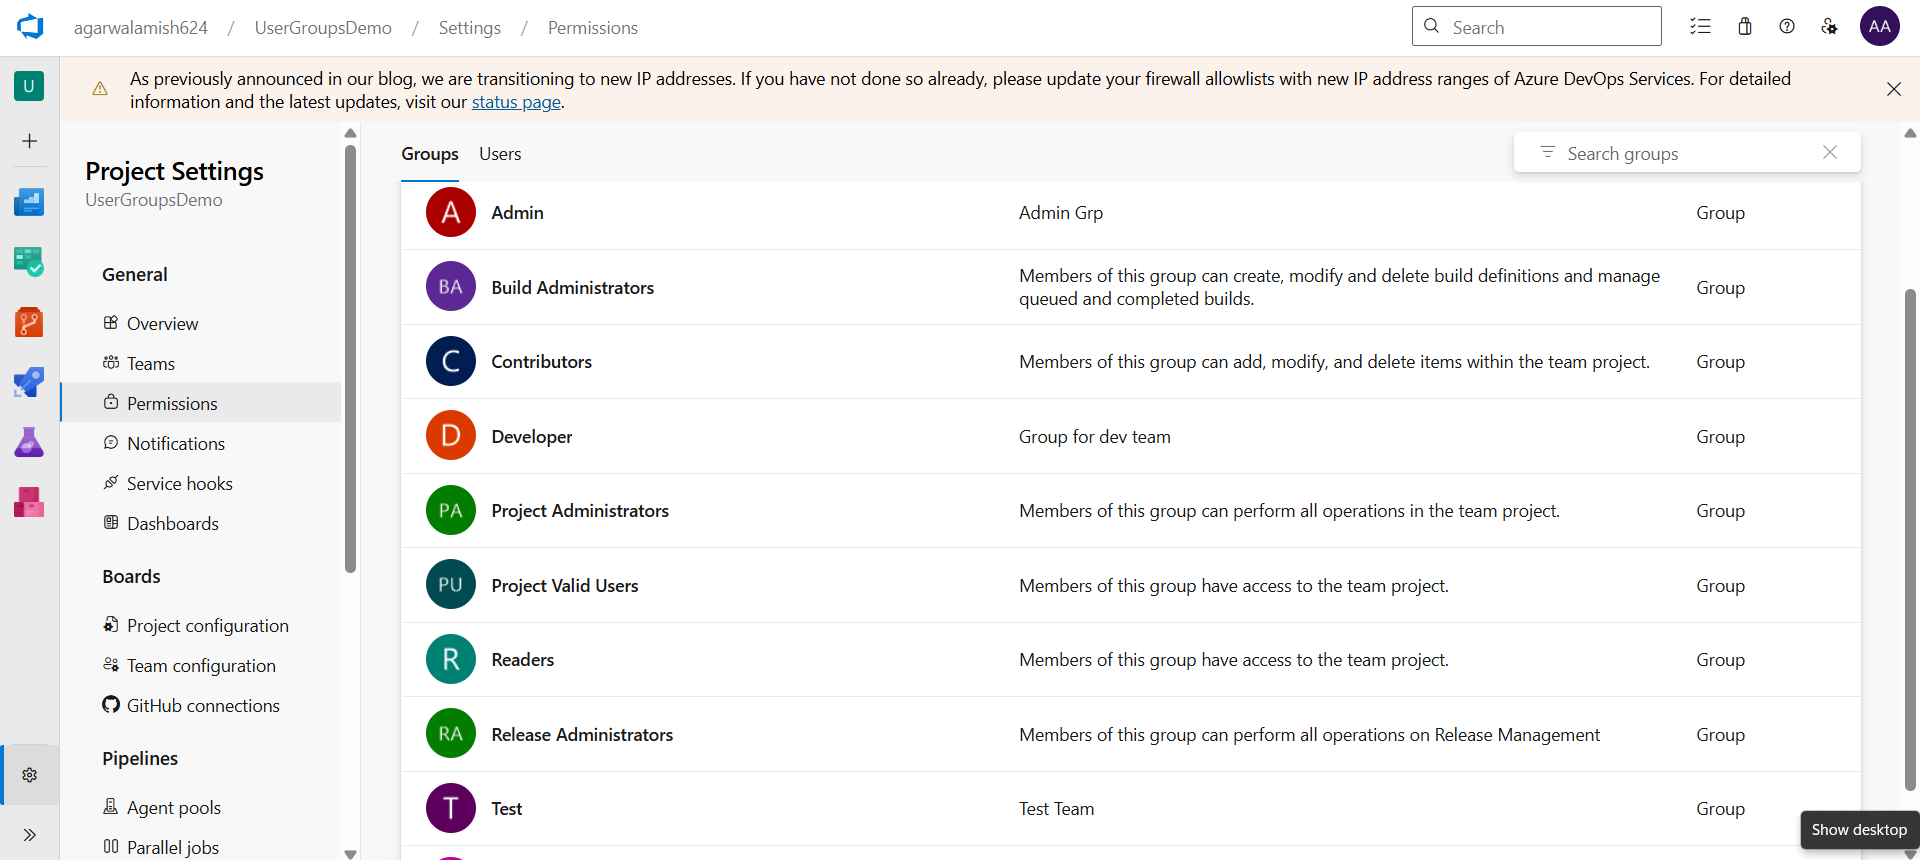 agarwalamish624 / UserGroupsDemo / Settings / Permissions
Search
AA
U
As previously announced in our blog, we are transitioning to new IP addresses. If you have not done so already, please update your firewall allowlists with new IP address ranges of Azure DevOps Services. For detailed
information and the latest updates, visit our status page.
Project Settings
UserGroupsDemo
General
Overview
Teams
Permissions
Notifications
Service hooks
Dashboards
Boards
Project configuration
Team configuration
GitHub connections
Pipelines
Agent pools
Parallel jobs
Groups Users
Search groups
A Admin Admin Grp Group
BA Build Administrators Members of this group can create, modify and delete build definitions and manage
queued and completed builds. Group
C Contributors Members of this group can add, modify, and delete items within the team project. Group
D Developer Group for dev team Group
PA Project Administrators Members of this group can perform all operations in the team project. Group
PU Project Valid Users Members of this group have access to the team project. Group
R Readers Members of this group have access to the team project. Group
RA Release Administrators Members of this group can perform all operations on Release Management Group
T Test Test Team Group
Show desktop